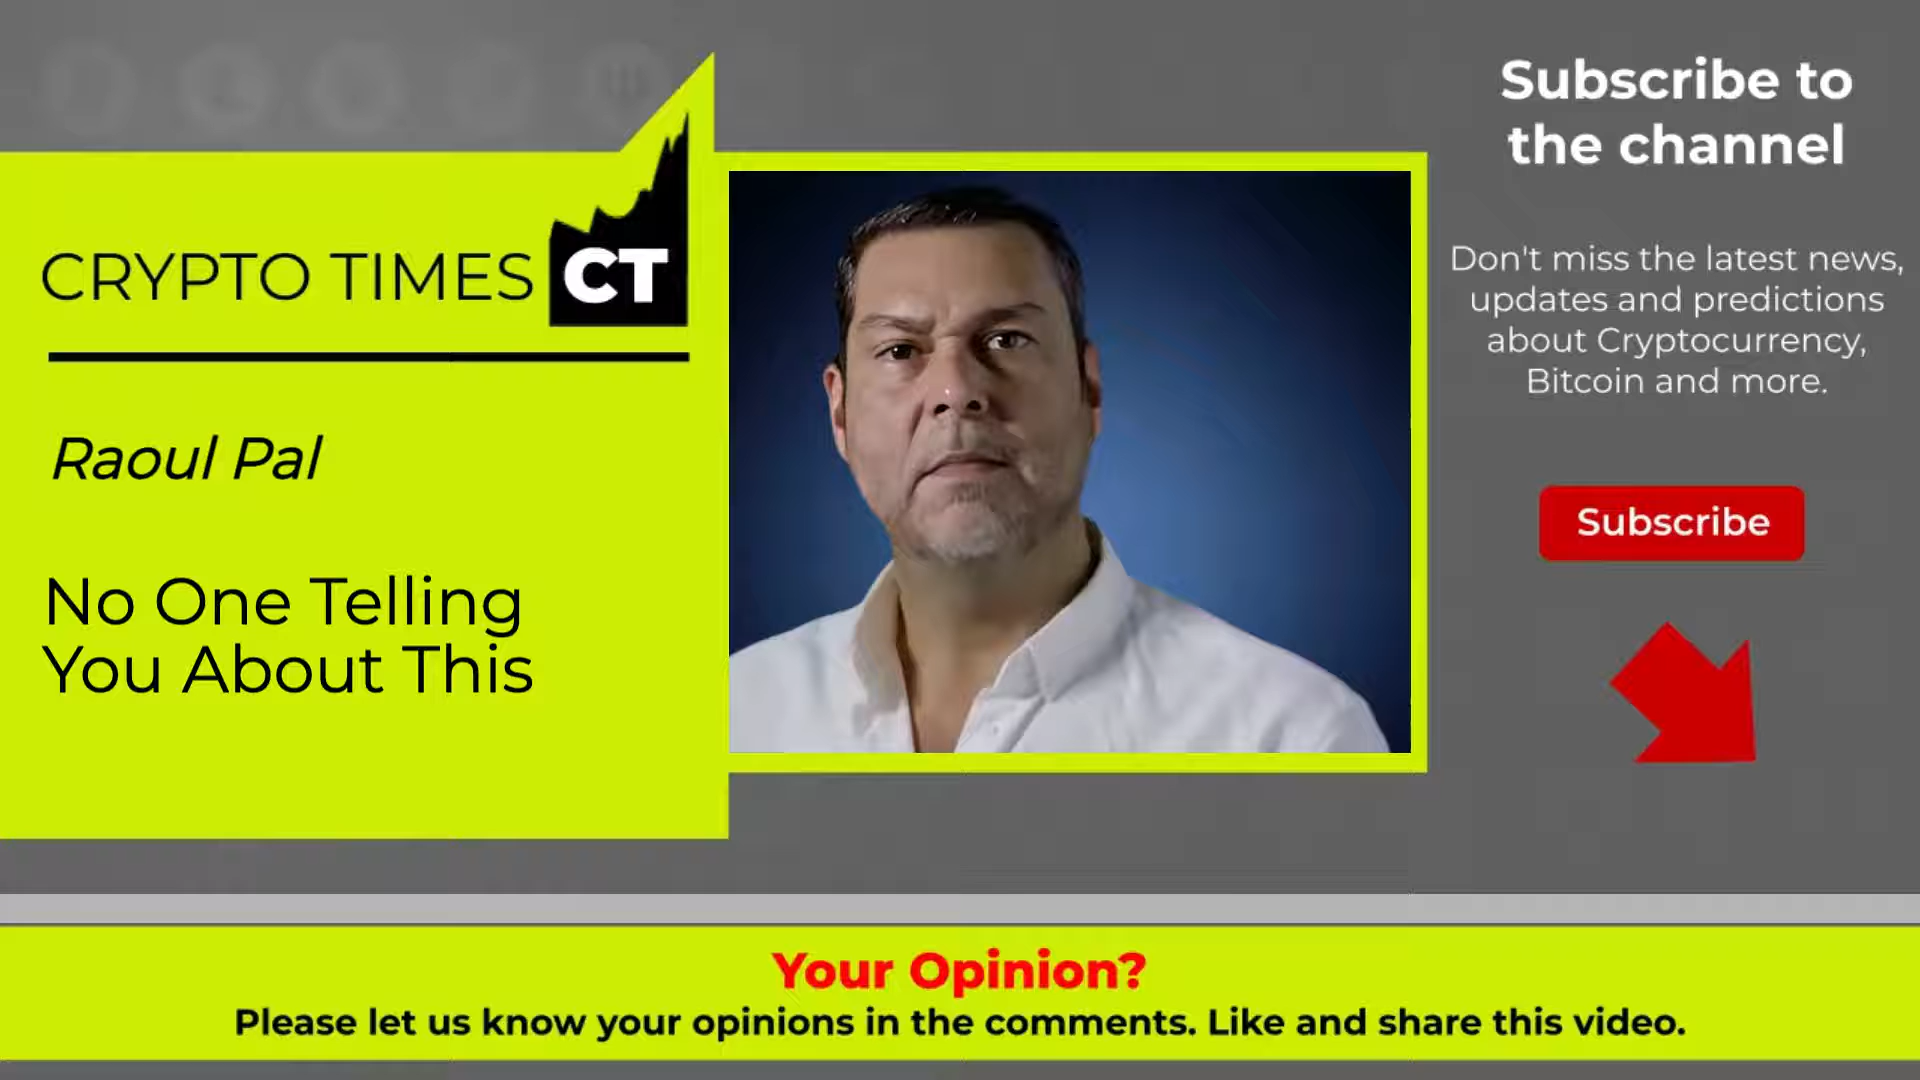 CRYPTO TIMES CT
Raoul Pal
No One Telling
You About This
Subscribe to
the channel
Don't miss the latest news,
updates and predictions
about Cryptocurrency,
Bitcoin and more.
Subscribe
Your Opinion?
Please let us know your opinions in the comments. Like and share this video.